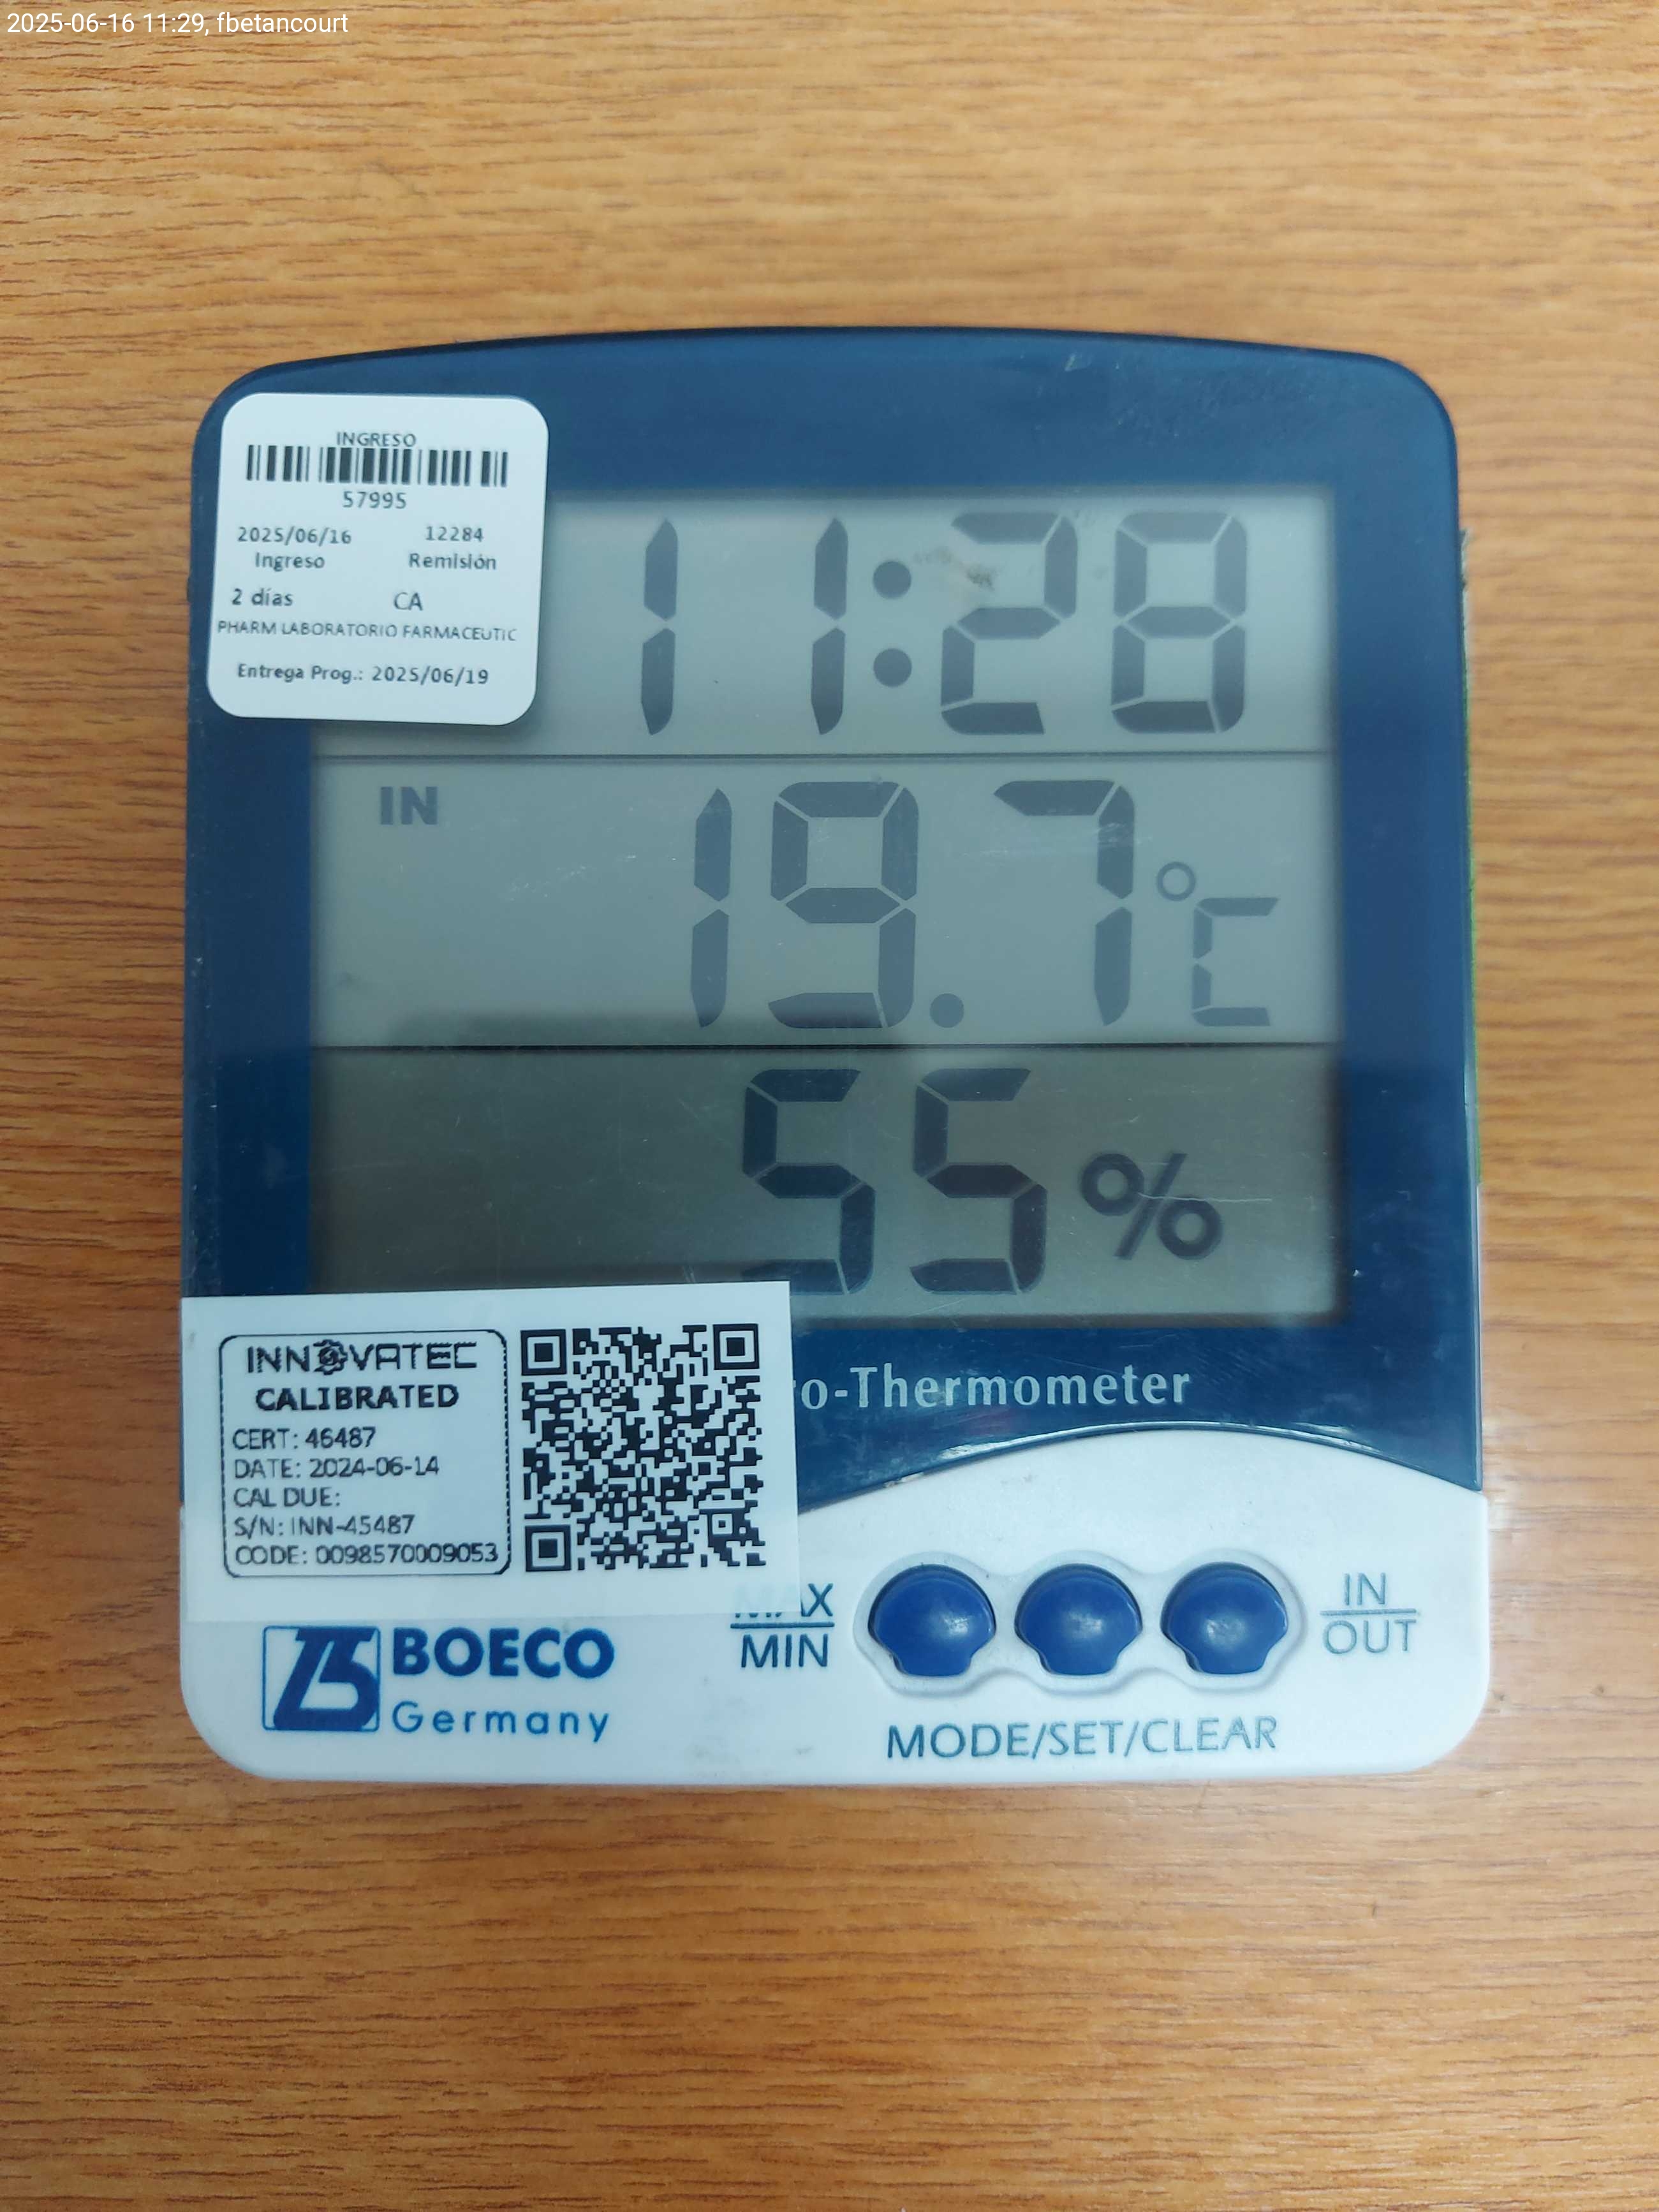 2025-06-16 11:29, fbetancourt
INGRESO
57995
2025/06/16 12284
Ingreso Remisión
2 días CA
PHARM LABORATORIO FARMACEUTIC
Entrega Prog.: 2025/06/19
11:28
IN
19.7 °C
55 %
o-Thermometer
INNOVATEC
CALIBRATED
CERT: 46487
DATE: 2024-06-14
CAL DUE:
S/N: INN-45487
CODE: 0098570009053
MAX
MIN
IN
OUT
BOECO
Germany
MODE/SET/CLEAR